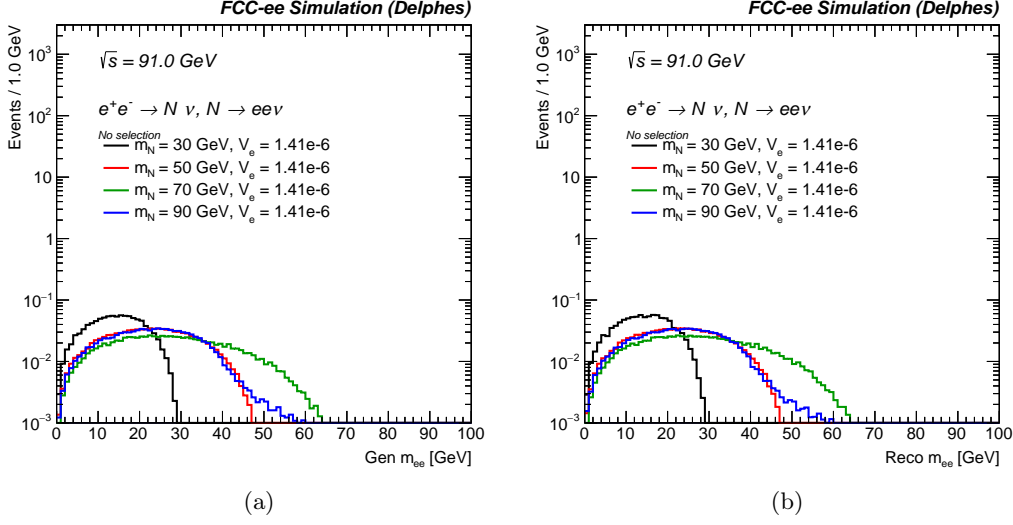 FCC-ee Simulation (Delphes)
Events / 1.0 GeV
√s = 91.0 GeV
e⁺e⁻ → N ν, N → eeν
No selection
m_N = 30 GeV, V_e = 1.41e-6
m_N = 50 GeV, V_e = 1.41e-6
m_N = 70 GeV, V_e = 1.41e-6
m_N = 90 GeV, V_e = 1.41e-6
10³
10²
10
1
10⁻¹
10⁻²
10⁻³
0 10 20 30 40 50 60 70 80 90 100
Gen m_ee [GeV]
(a)
FCC-ee Simulation (Delphes)
Events / 1.0 GeV
√s = 91.0 GeV
e⁺e⁻ → N ν, N → eeν
No selection
m_N = 30 GeV, V_e = 1.41e-6
m_N = 50 GeV, V_e = 1.41e-6
m_N = 70 GeV, V_e = 1.41e-6
m_N = 90 GeV, V_e = 1.41e-6
10³
10²
10
1
10⁻¹
10⁻²
10⁻³
0 10 20 30 40 50 60 70 80 90 100
Reco m_ee [GeV]
(b)